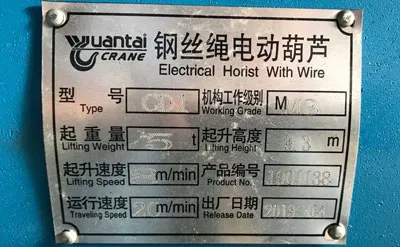 Yuantai
CRANE
钢丝绳电动葫芦
Electrical Horist With Wire
型号 CD1 机构工作级别 M
Type Working Grade
起重量 t 起升高度 m
Lifting Weight Lifting Height
起升速度 m/min 产品编号
Lifting Speed Product No.
运行速度 20 m/min 出厂日期
Traveling Speed Release Date